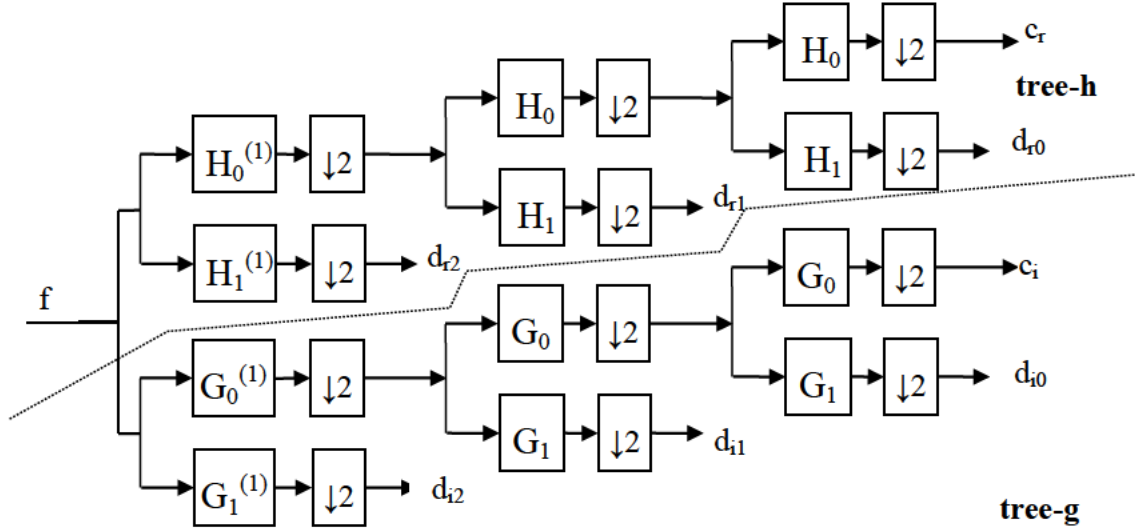 H₀ ↓2 cᵣ
tree-h
H₀ ↓2
H₀⁽¹⁾ ↓2
H₁ ↓2 dᵣ₀
H₁ ↓2 dᵣ₁
H₁⁽¹⁾ ↓2 dᵣ₂
G₀ ↓2 cᵢ
f
G₀ ↓2
G₀⁽¹⁾ ↓2
G₁ ↓2 dᵢ₀
G₁ ↓2 dᵢ₁
G₁⁽¹⁾ ↓2 dᵢ₂
tree-g